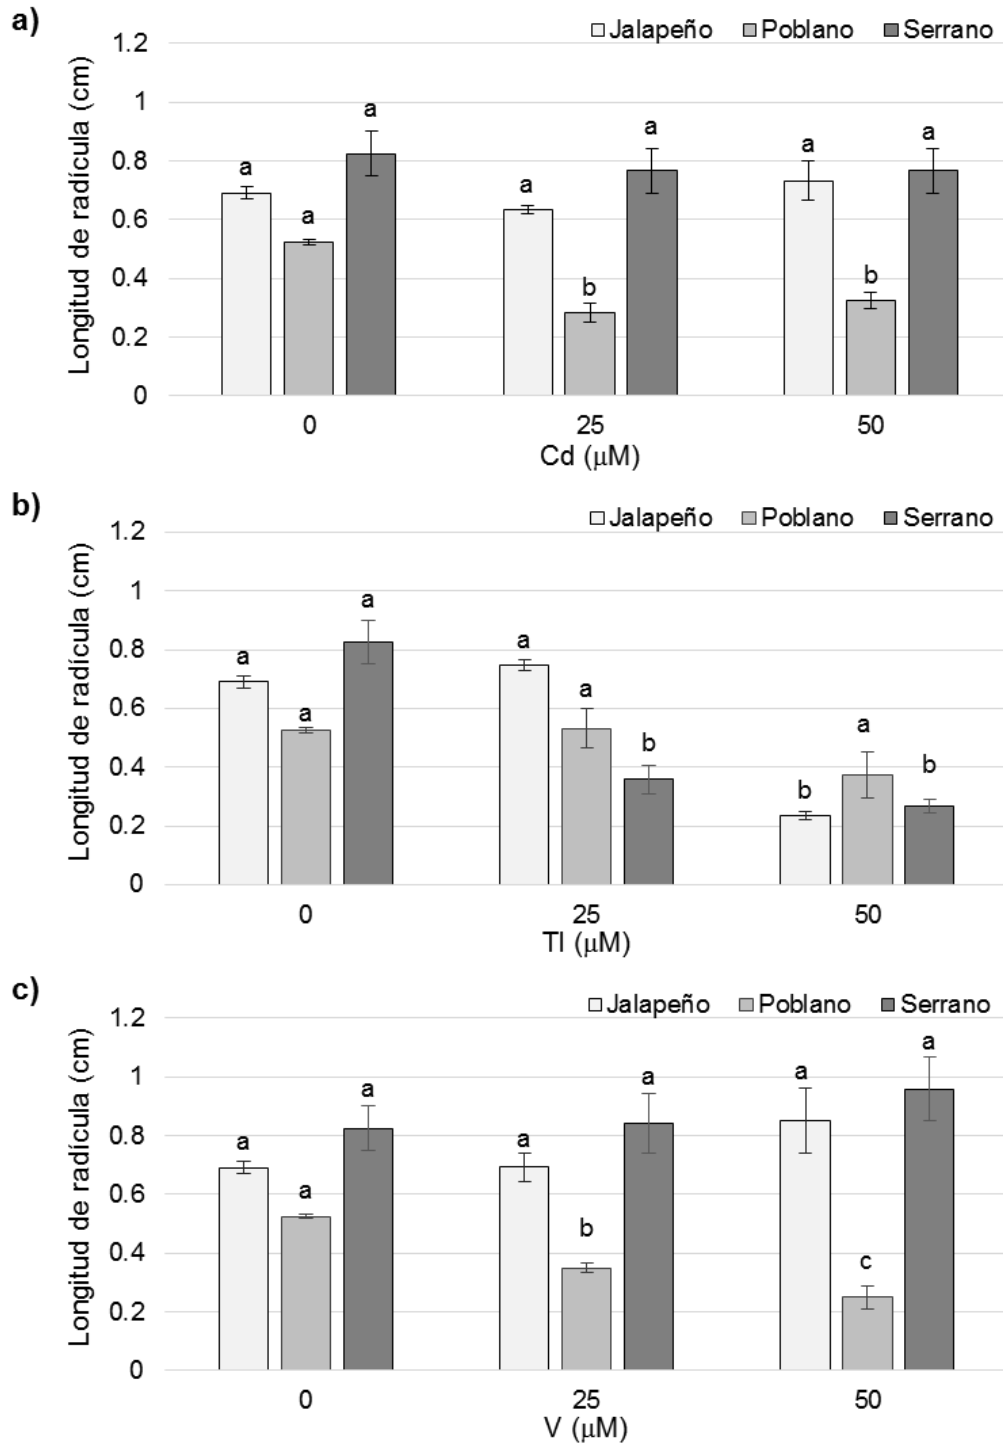 a)
Jalapeño Poblano Serrano
Longitud de radícula (cm)
1.2
1
0.8
0.6
0.4
0.2
0
a a a
a b a
a b a
0 25 50
Cd (μM)
b)
Jalapeño Poblano Serrano
Longitud de radícula (cm)
1.2
1
0.8
0.6
0.4
0.2
0
a a a
a a b
b a b
0 25 50
Tl (μM)
c)
Jalapeño Poblano Serrano
Longitud de radícula (cm)
1.2
1
0.8
0.6
0.4
0.2
0
a a a
a b a
a c a
0 25 50
V (μM)